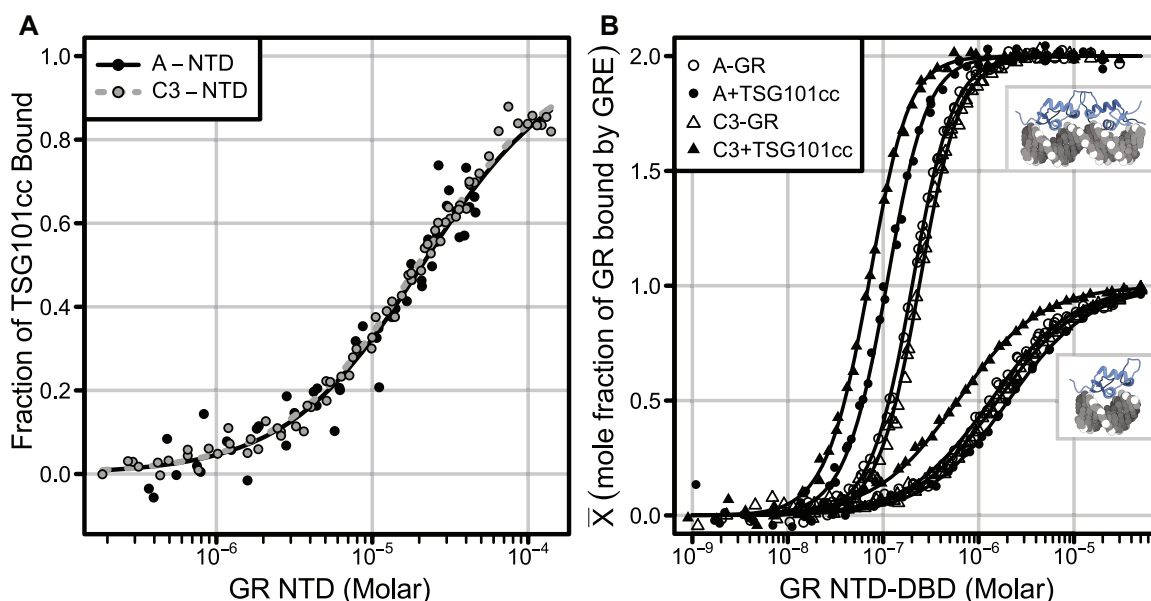 A
A – NTD
C3 – NTD
Fraction of TSG101cc Bound
1.0
0.8
0.6
0.4
0.2
0.0
10⁻⁶
10⁻⁵
10⁻⁴
GR NTD (Molar)
B
A-GR
A+TSG101cc
C3-GR
C3+TSG101cc
X̅ (mole fraction of GR bound by GRE)
2.0
1.5
1.0
0.5
0.0
10⁻⁹
10⁻⁸
10⁻⁷
10⁻⁶
10⁻⁵
GR NTD-DBD (Molar)